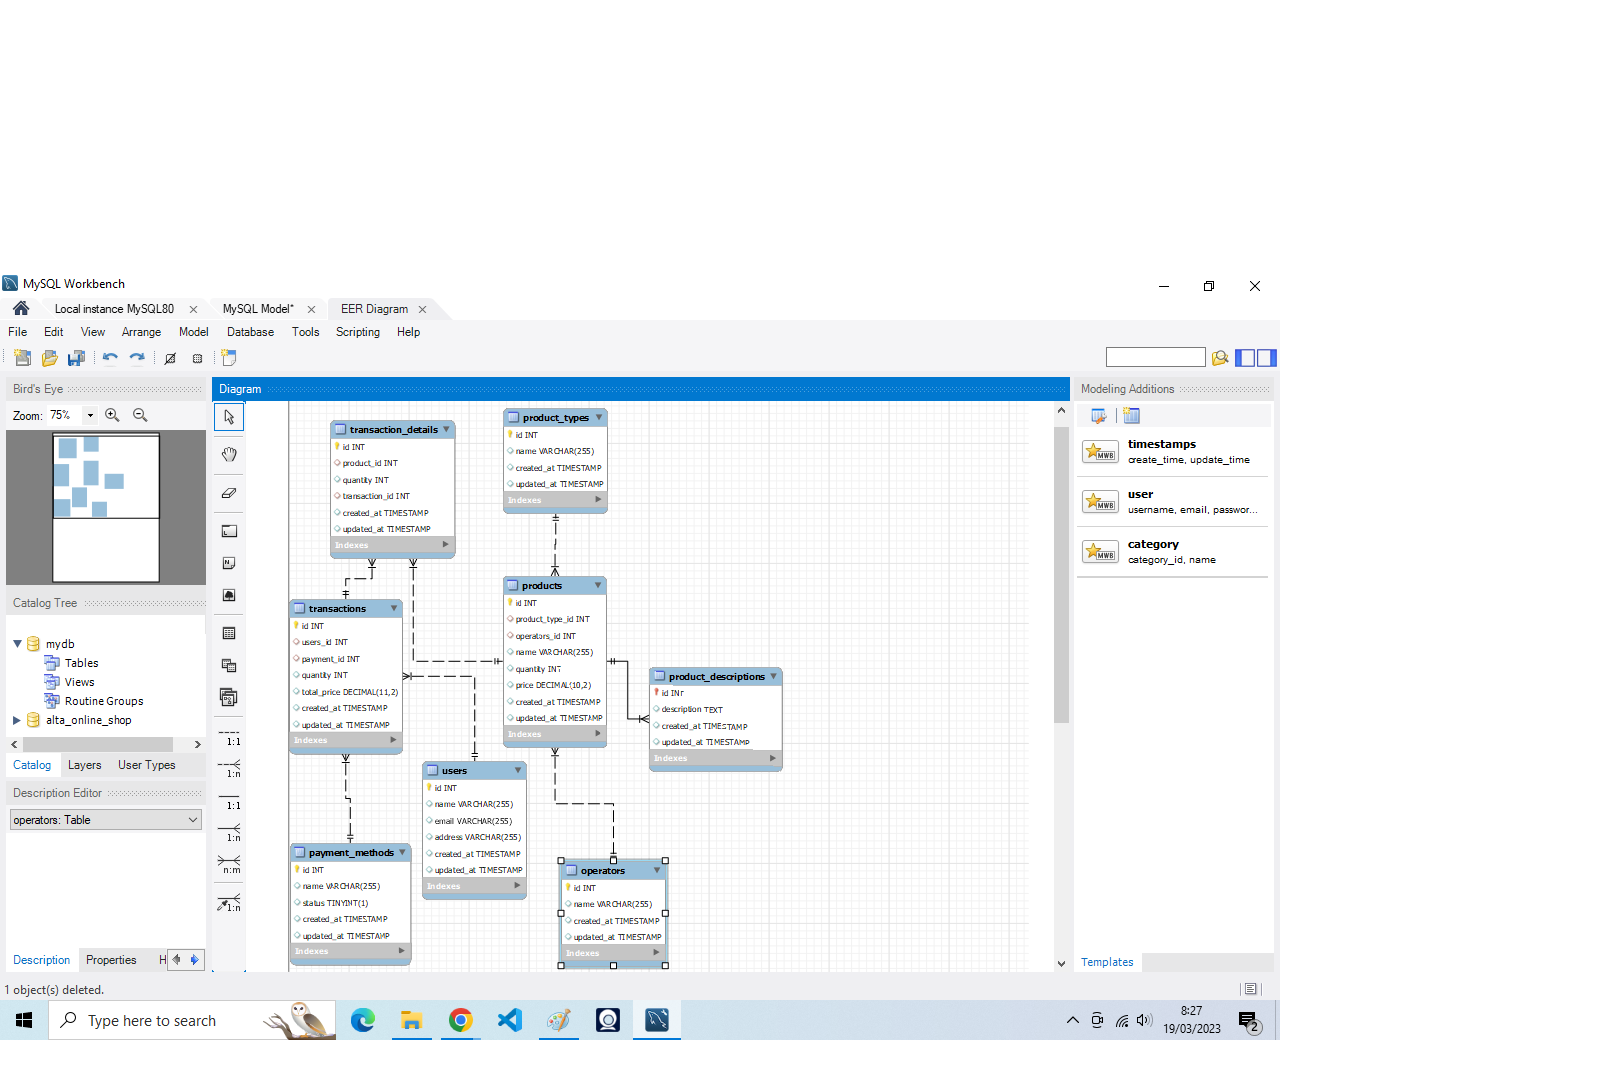 MySQL Workbench
Local instance MySQL80
MySQL Model*
EER Diagram
File Edit View Arrange Model Database Tools Scripting Help
Bird's Eye
Zoom: 75%
Catalog Tree
mydb
Tables
Views
Routine Groups
alta_online_shop
Catalog Layers User Types
Description Editor
operators: Table
Description Properties H
1 object(s) deleted.
Diagram
1:1
1:n
1:1
1:n
n:m
1:n
transaction_details
id INT
product_id INT
quantity INT
transaction_id INT
created_at TIMESTAMP
updated_at TIMESTAMP
Indexes
product_types
id INT
name VARCHAR(255)
created_at TIMESTAMP
updated_at TIMESTAMP
Indexes
transactions
id INT
users_id INT
payment_id INT
quantity INT
total_price DECIMAL(11,2)
created_at TIMESTAMP
updated_at TIMESTAMP
Indexes
products
id INT
product_type_id INT
operators_id INT
name VARCHAR(255)
quantity INT
price DECIMAL(10,2)
created_at TIMESTAMP
updated_at TIMESTAMP
Indexes
product_descriptions
id INT
description TEXT
created_at TIMESTAMP
updated_at TIMESTAMP
Indexes
users
id INT
name VARCHAR(255)
email VARCHAR(255)
address VARCHAR(255)
created_at TIMESTAMP
updated_at TIMESTAMP
Indexes
payment_methods
id INT
name VARCHAR(255)
status TINYINT(1)
created_at TIMESTAMP
updated_at TIMESTAMP
Indexes
operators
id INT
name VARCHAR(255)
created_at TIMESTAMP
updated_at TIMESTAMP
Indexes
Modeling Additions
timestamps
create_time, update_time
user
username, email, passwor...
category
category_id, name
Templates
Type here to search
8:27
19/03/2023
2